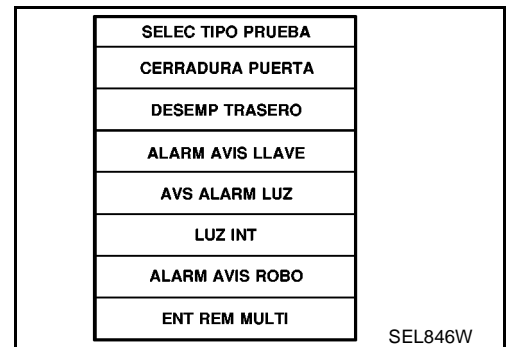 SELEC TIPO PRUEBA
CERRADURA PUERTA
DESEMP TRASERO
ALARM AVIS LLAVE
AVS ALARM LUZ
LUZ INT
ALARM AVIS ROBO
ENT REM MULTI
SEL846W